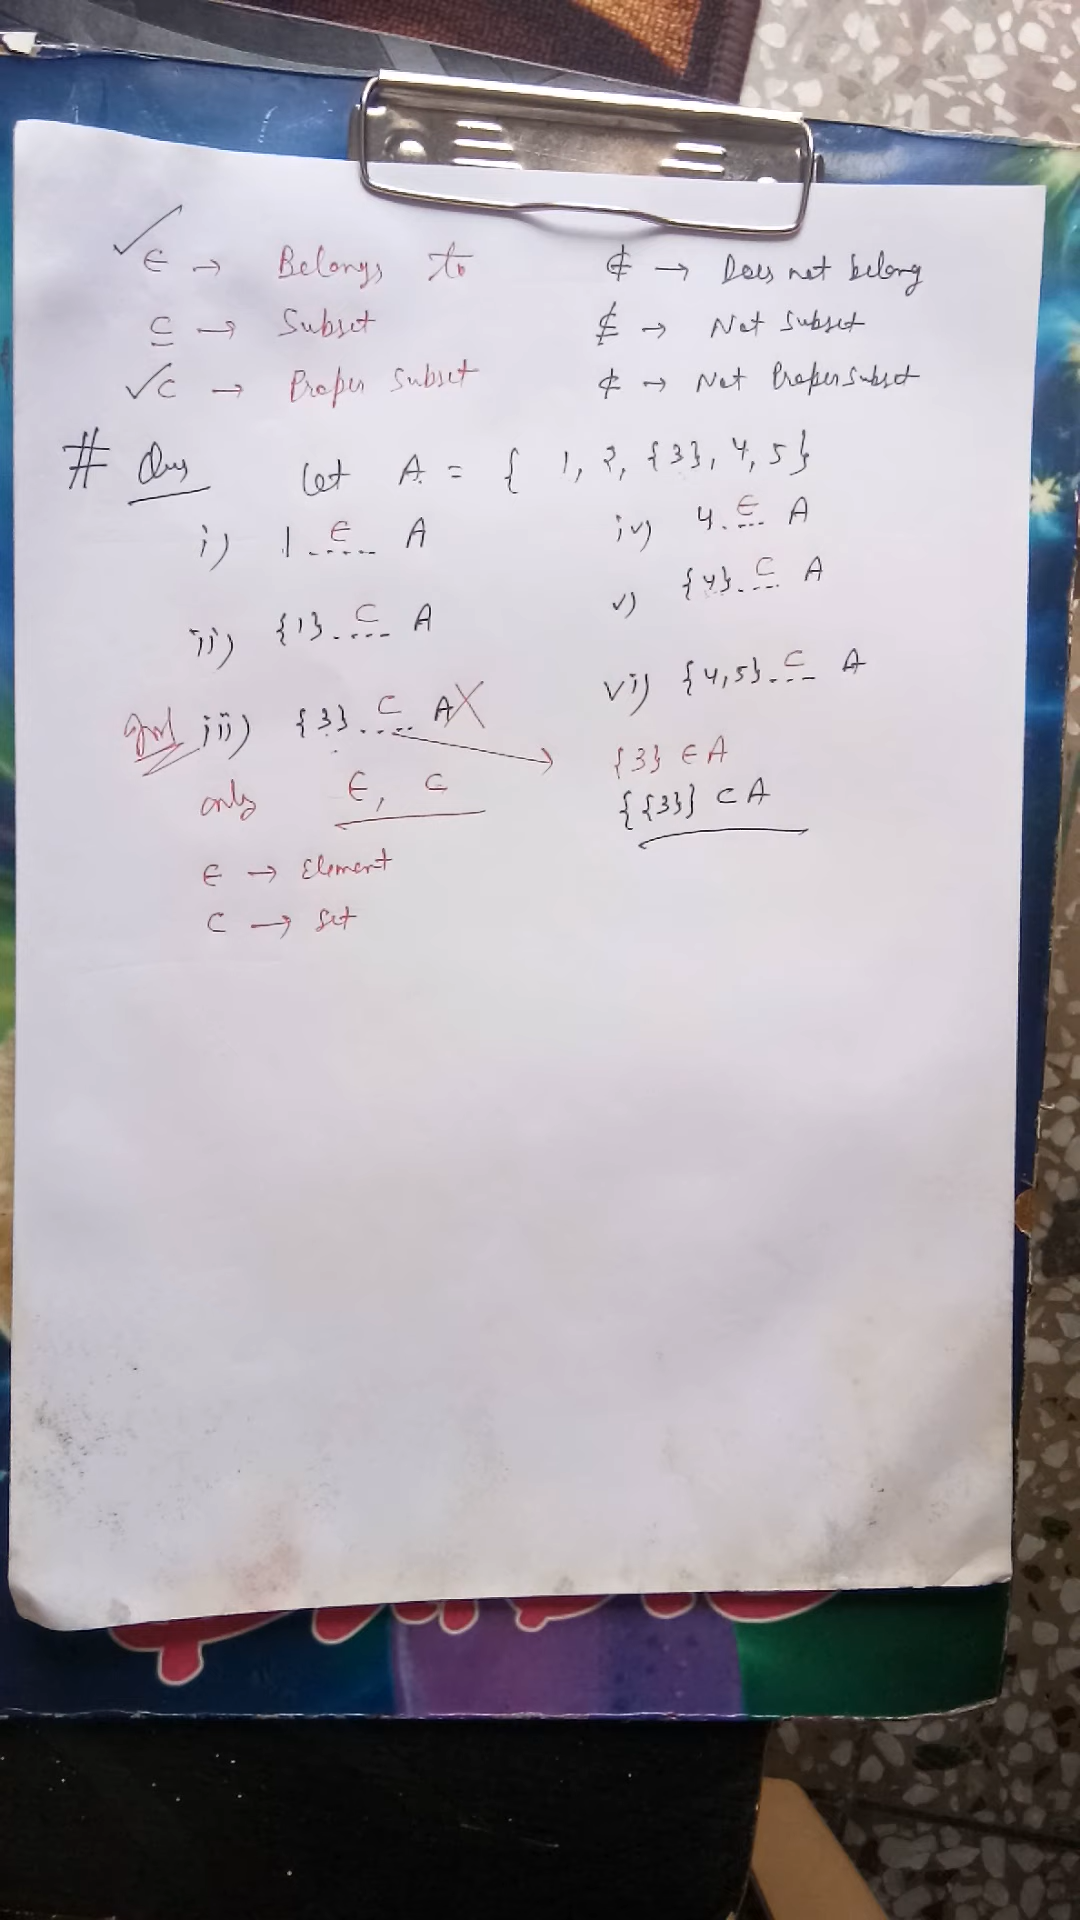 ✓∈ → Belongs to    ∉ → Does not belong
⊆ → Subset    ⊈ → Not Subset
✓⊂ → Proper Subset    ⊄ → Not Proper Subset
# Ques Let A = { 1, 2, {3}, 4, 5}
i) 1 ..∈.. A    iv) 4 ..∈.. A
ii) {1} ..⊂.. A    v) {4} ..⊂.. A
iii) {3} ..⊂.. A X    vi) {4,5} ..⊂.. A
→ {3} ∈ A
only ∈, ⊂    {{3}} ⊂ A
∈ → Element
⊂ → Set